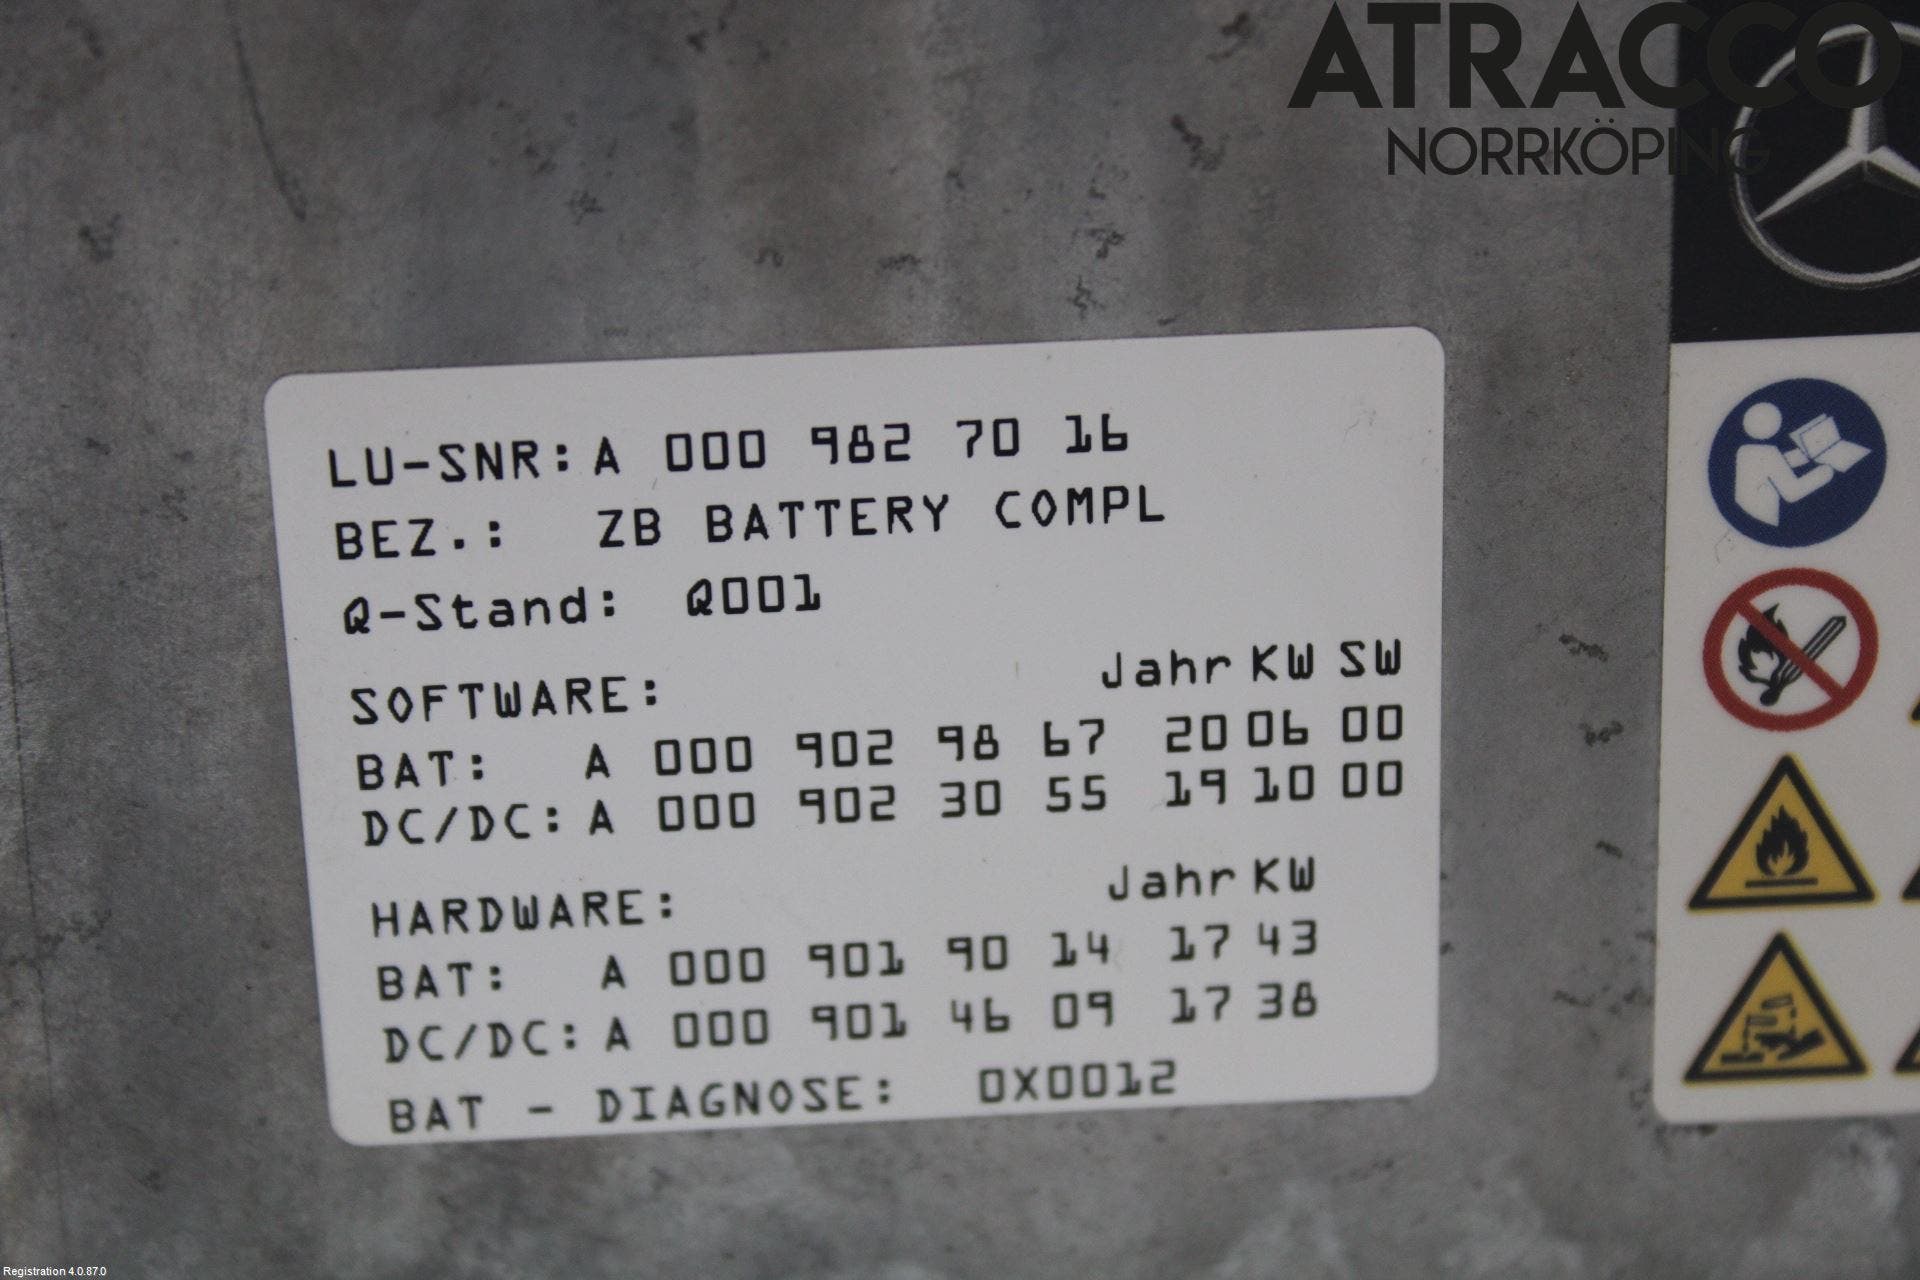 ATRACCO
NORRKÖPING
LU-SNR: A 000 982 70 16
BEZ.: ZB BATTERY COMPL
Q-Stand: Q001
SOFTWARE: Jahr KW SW
BAT: A 000 902 98 67 20 06 00
DC/DC: A 000 902 30 55 19 10 00
HARDWARE: Jahr KW
BAT: A 000 901 90 14 17 43
DC/DC: A 000 901 46 09 17 38
BAT - DIAGNOSE: 0X0012
Registration 4.0.87.0